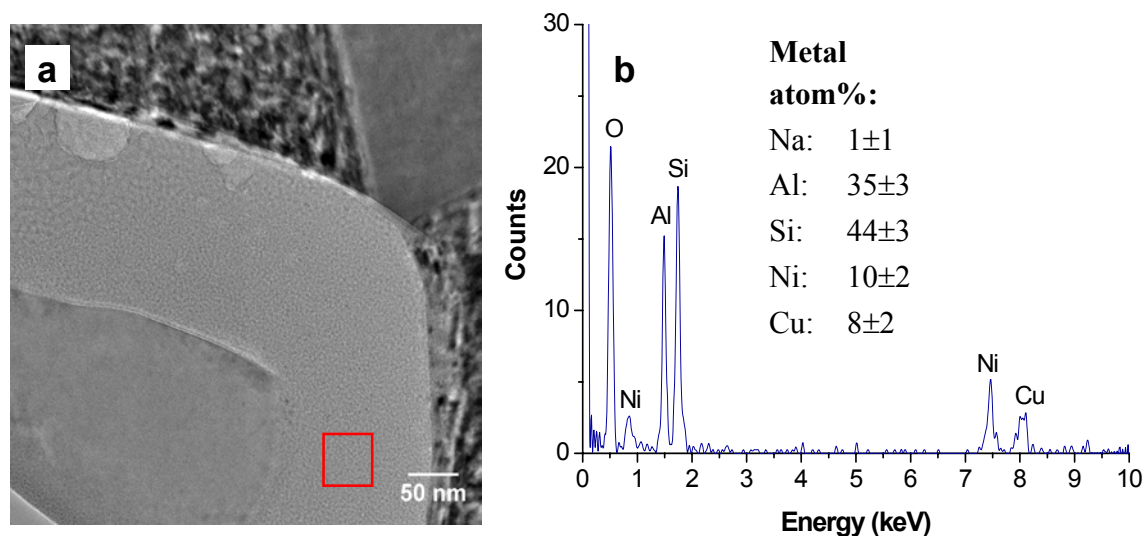 a
50 nm
b
Metal
atom%:
Na: 1±1
Al: 35±3
Si: 44±3
Ni: 10±2
Cu: 8±2
O
Ni
Al
Si
Ni
Cu
30
20
10
0
Counts
0 1 2 3 4 5 6 7 8 9 10
Energy (keV)